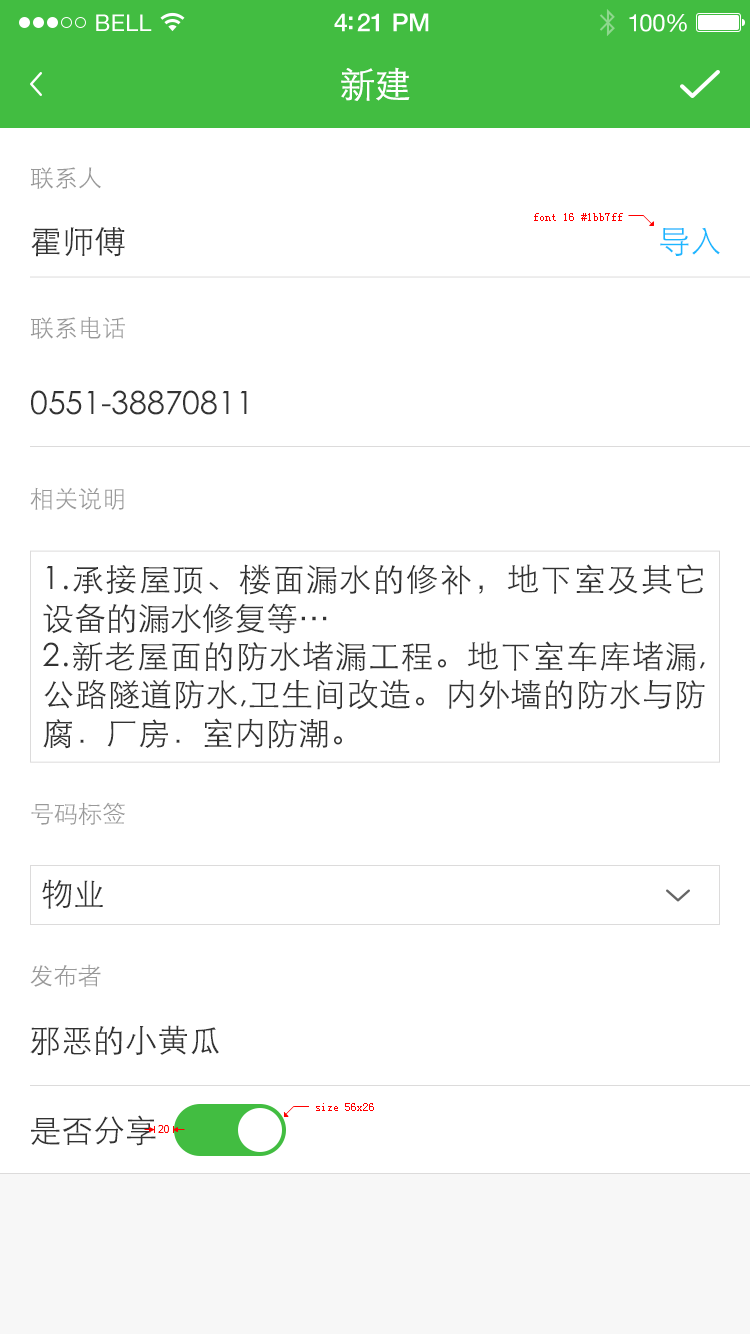 BELL 4:21 PM 100%
新建
联系人
font 16 #1bb7ff
霍师傅 导入
联系电话
0551-38870811
相关说明
1.承接屋顶、楼面漏水的修补，地下室及其它
设备的漏水修复等…
2.新老屋面的防水堵漏工程。地下室车库堵漏,
公路隧道防水,卫生间改造。内外墙的防水与防
腐．厂房．室内防潮。
号码标签
物业
发布者
邪恶的小黄瓜
size 56x26
是否分享 20